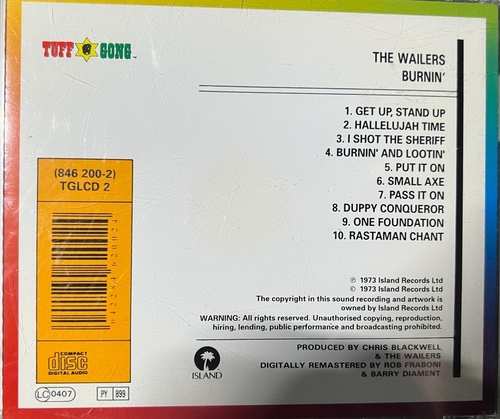 TUFF GONG™
THE WAILERS
BURNIN'
1. GET UP, STAND UP
2. HALLELUJAH TIME
3. I SHOT THE SHERIFF
4. BURNIN' AND LOOTIN'
5. PUT IT ON
6. SMALL AXE
7. PASS IT ON
8. DUPPY CONQUEROR
9. ONE FOUNDATION
10. RASTAMAN CHANT
(846 200-2)
TGLCD 2
℗ 1973 Island Records Ltd
© 1973 Island Records Ltd
The copyright in this sound recording and artwork is
owned by Island Records Ltd
WARNING: All rights reserved. Unauthorised copying, reproduction,
hiring, lending, public performance and broadcasting prohibited.
PRODUCED BY CHRIS BLACKWELL
& THE WAILERS
DIGITALLY REMASTERED BY ROB FRABONI
& BARRY DIAMENT
ISLAND
COMPACT
disc
DIGITAL AUDIO
LC 0407
PY 899